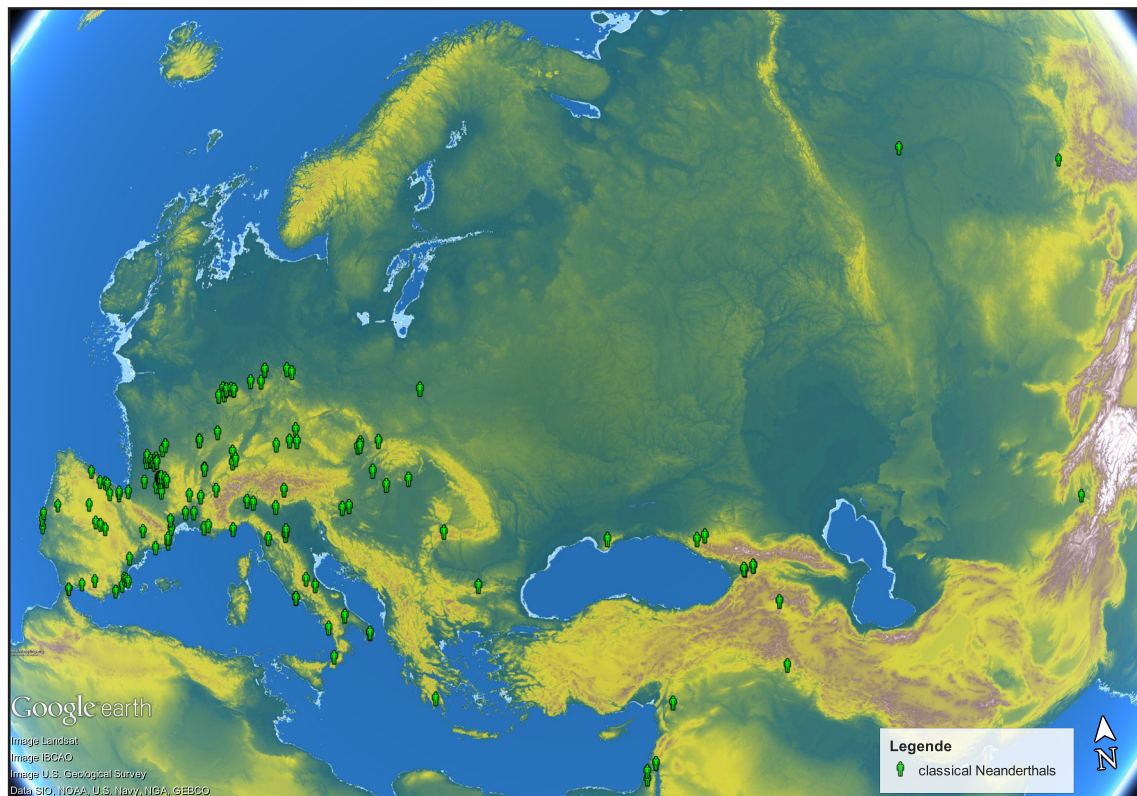 Google earth
Image Landsat
Image IBCAO
Image U.S. Geological Survey
Data SIO, NOAA, U.S. Navy, NGA, GEBCO
Legende
classical Neanderthals
N